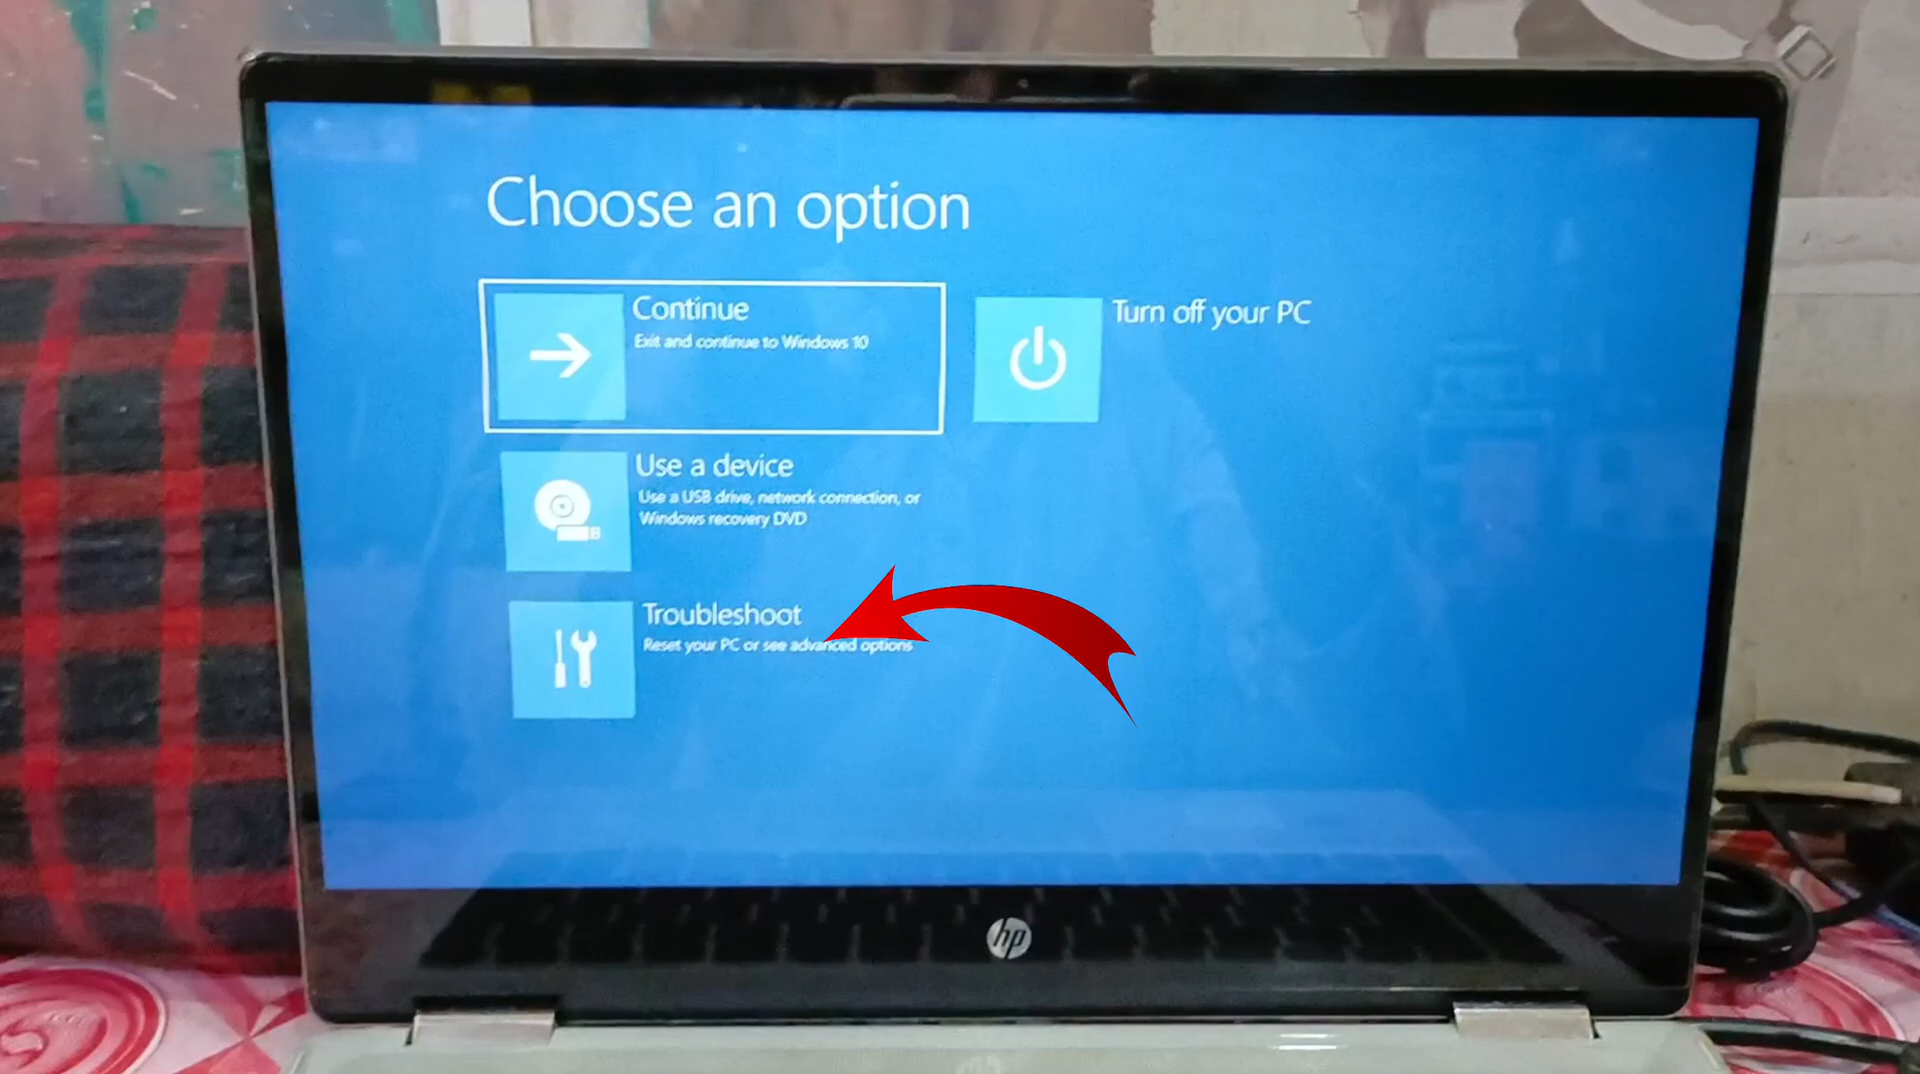 Choose an option
Continue
Exit and continue to Windows 10
Turn off your PC
Use a device
Use a USB drive, network connection, or
Windows recovery DVD
Troubleshoot
Reset your PC or see advanced options
hp